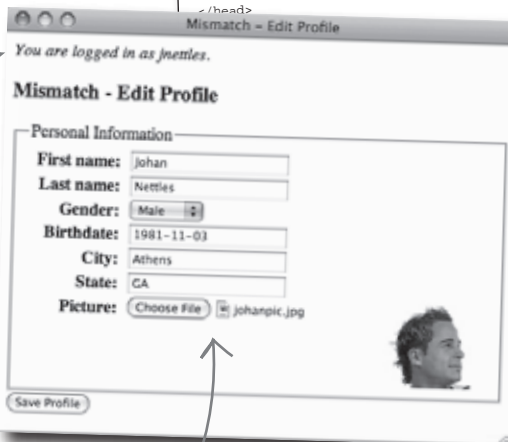 </head>
Mismatch – Edit Profile
You are logged in as jnettles.
Mismatch - Edit Profile
Personal Information
First name: Johan
Last name: Nettles
Gender: Male
Birthdate: 1981-11-03
City: Athens
State: GA
Picture: Choose File johanpic.jpg
Save Profile